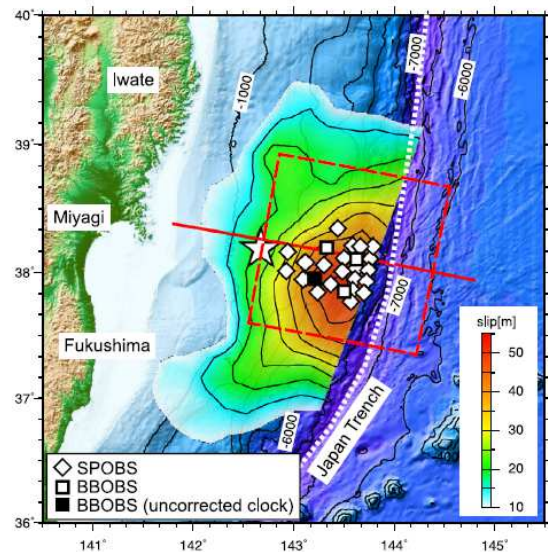 40°
39°
38°
37°
36°
Iwate
Miyagi
Fukushima
-1000
-7000
-6000
-7000
-6000
Japan Trench
slip[m]
50
40
30
20
10
SPOBS
BBOBS
BBOBS (uncorrected clock)
141° 142° 143° 144° 145°